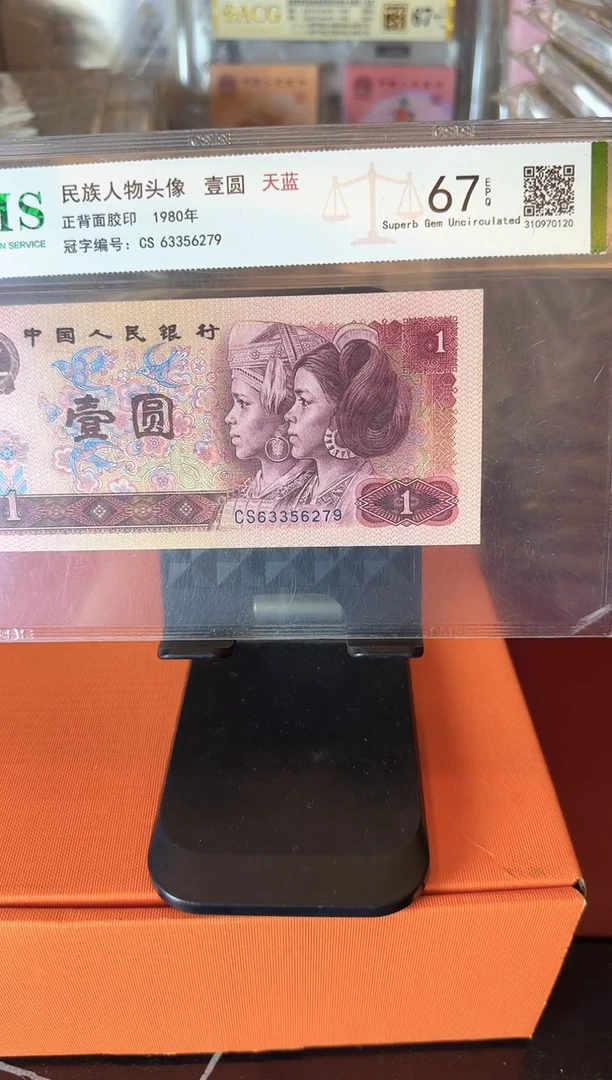 ACG
67
民族人物头像 壹圆 天蓝
正背面胶印 1980年
冠字编号: CS 63356279
N SERVICE
67 EPQ
Superb Gem Uncirculated
310970120
中国人民银行
1
壹圆
1
CS63356279
1